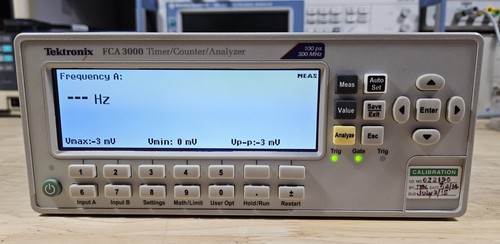 Tektronix FCA 3000 Timer/Counter/Analyzer
100 ps
300 MHz
Frequency A: MEAS
--- Hz
Vmax:-3 mV Vmin: 0 mV Vp-p:-3 mV
Meas Auto Set
Value Save Exit Enter
Analyze Esc
Trig Gate Trig
1 2 3 4 5
6 7 8 9 0 . ±
Input A Input B Settings Math/Limit User Opt Hold/Run Restart
CALIBRATION